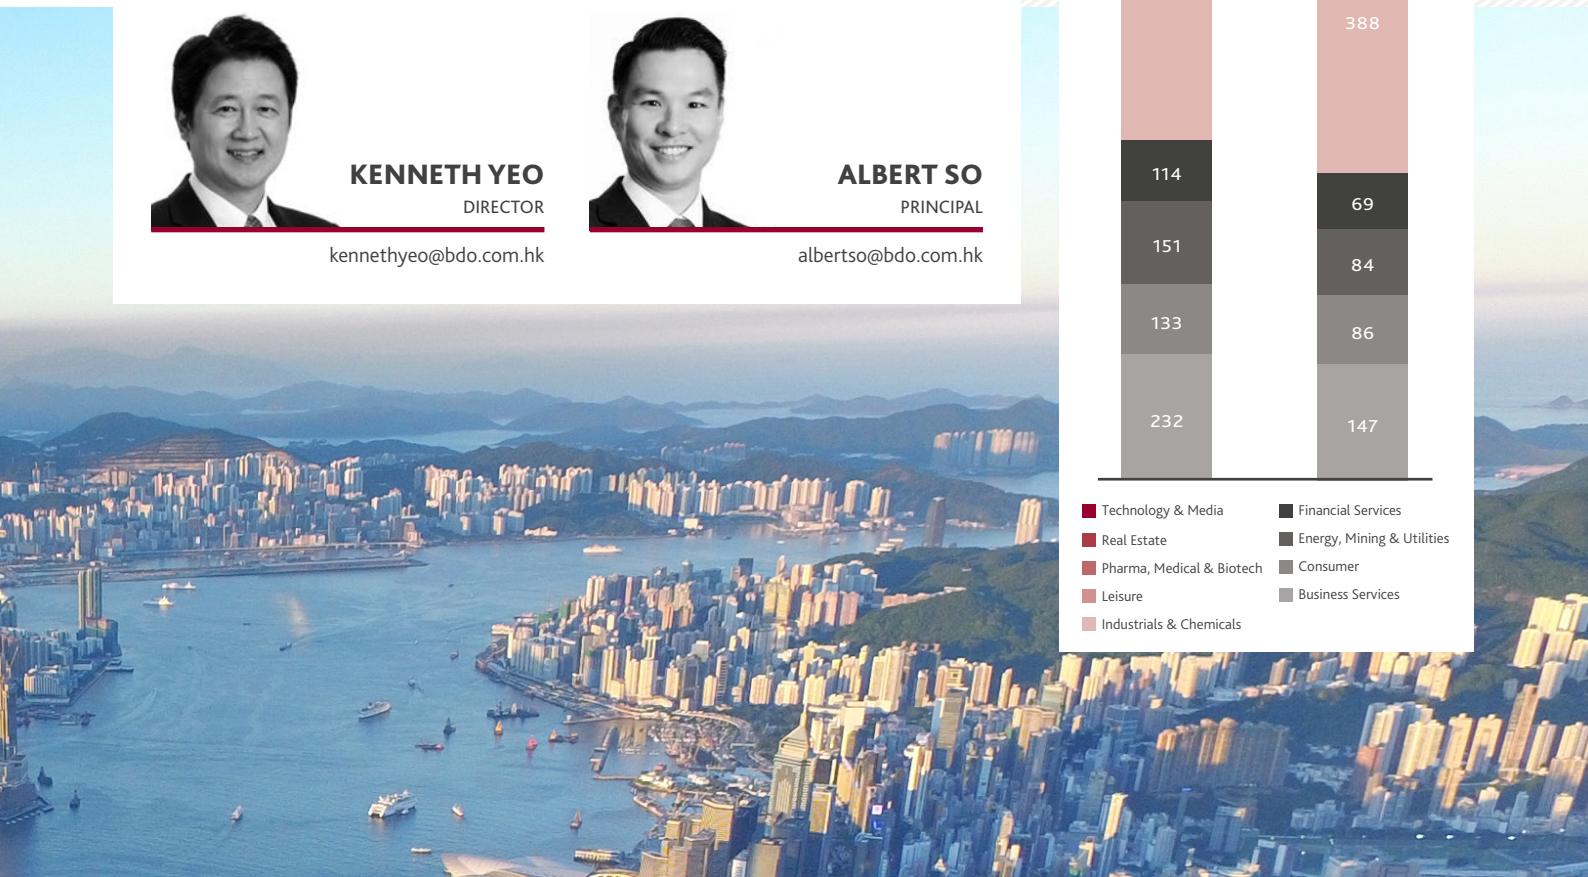 KENNETH YEO
DIRECTOR
kennethyeo@bdo.com.hk
ALBERT SO
PRINCIPAL
albertso@bdo.com.hk
388
114
69
151
84
133
86
232
147
Technology & Media
Real Estate
Pharma, Medical & Biotech
Leisure
Industrials & Chemicals
Financial Services
Energy, Mining & Utilities
Consumer
Business Services